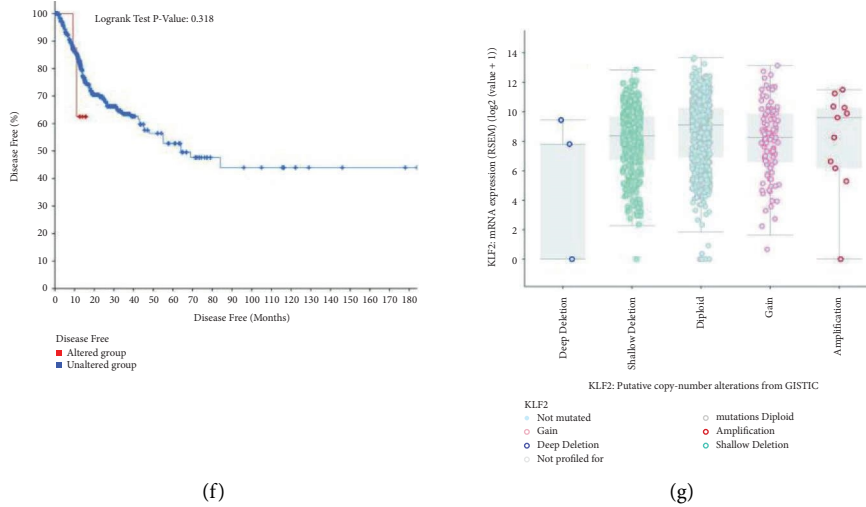 Logrank Test P-Value: 0.318
100
90
80
70
60
50
40
30
20
10
0
Disease Free (%)
0 10 20 30 40 50 60 70 80 90 100 110 120 130 140 150 160 170 180
Disease Free (Months)
Disease Free
Altered group
Unaltered group
(f)
14
12
10
8
6
4
2
0
KLF2: mRNA expression (RSEM) (log2 (value + 1))
Deep Deletion
Shallow Deletion
Diploid
Gain
Amplification
KLF2: Putative copy-number alterations from GISTIC
KLF2
Not mutated
Gain
Deep Deletion
Not profiled for
mutations Diploid
Amplification
Shallow Deletion
(g)